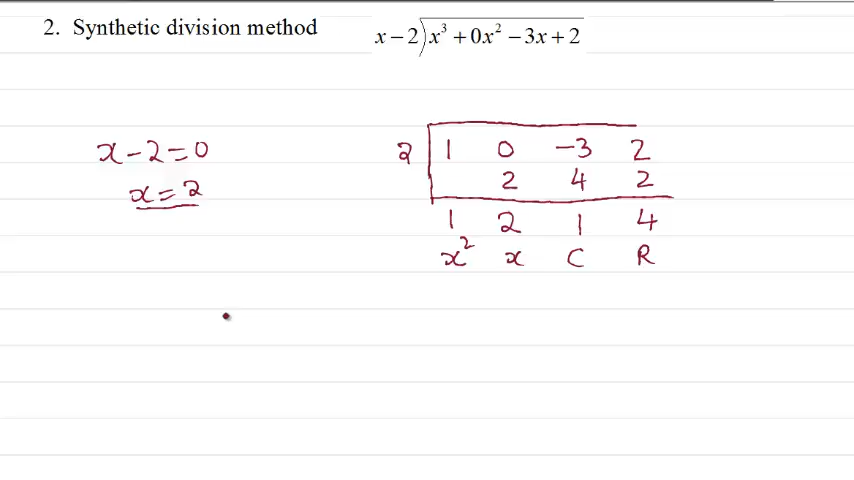 2. Synthetic division method
x − 2)x³ + 0x² − 3x + 2
x − 2 = 0
x = 2
2 | 1 0 −3 2
2 4 2
1 2 1 4
x² x C R